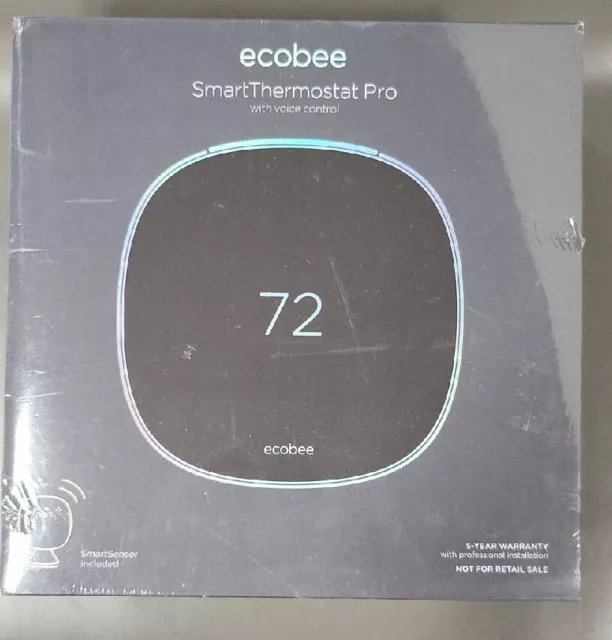 ecobee
SmartThermostat Pro
with voice control
72
ecobee
SmartSensor
included
5-YEAR WARRANTY
with professional installation
NOT FOR RETAIL SALE